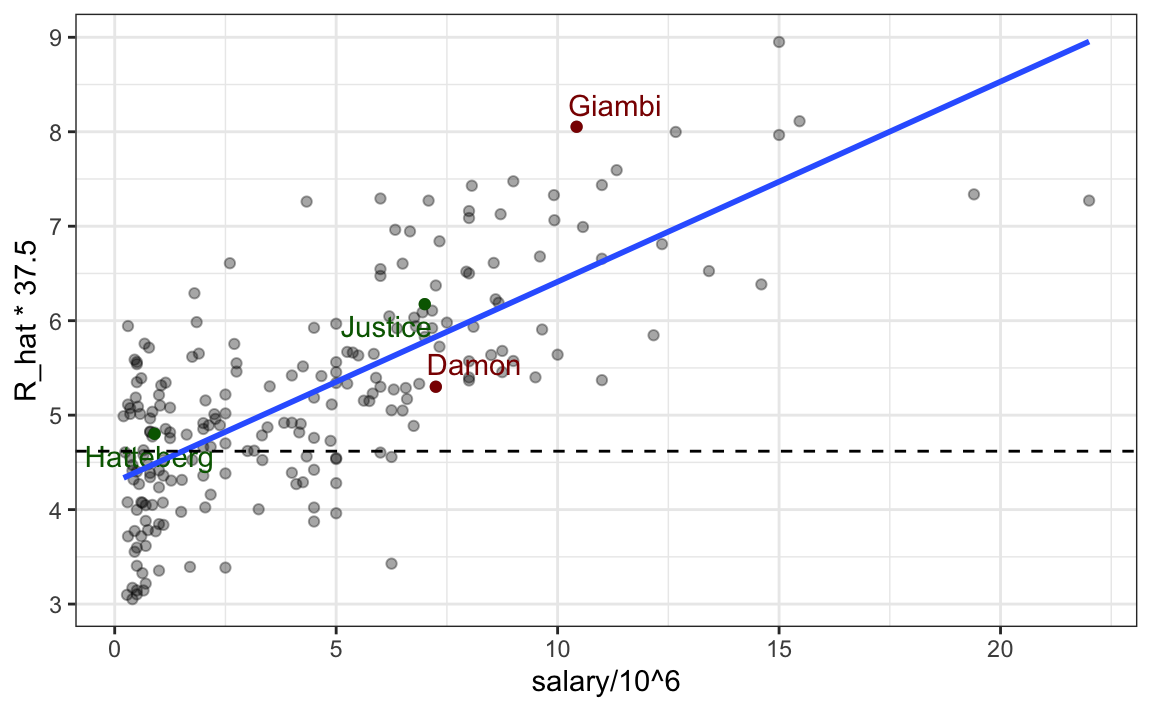 R_hat * 37.5
9
8
7
6
5
4
3
Giambi
Justice
Damon
Hatteberg
0 5 10 15 20
salary/10^6